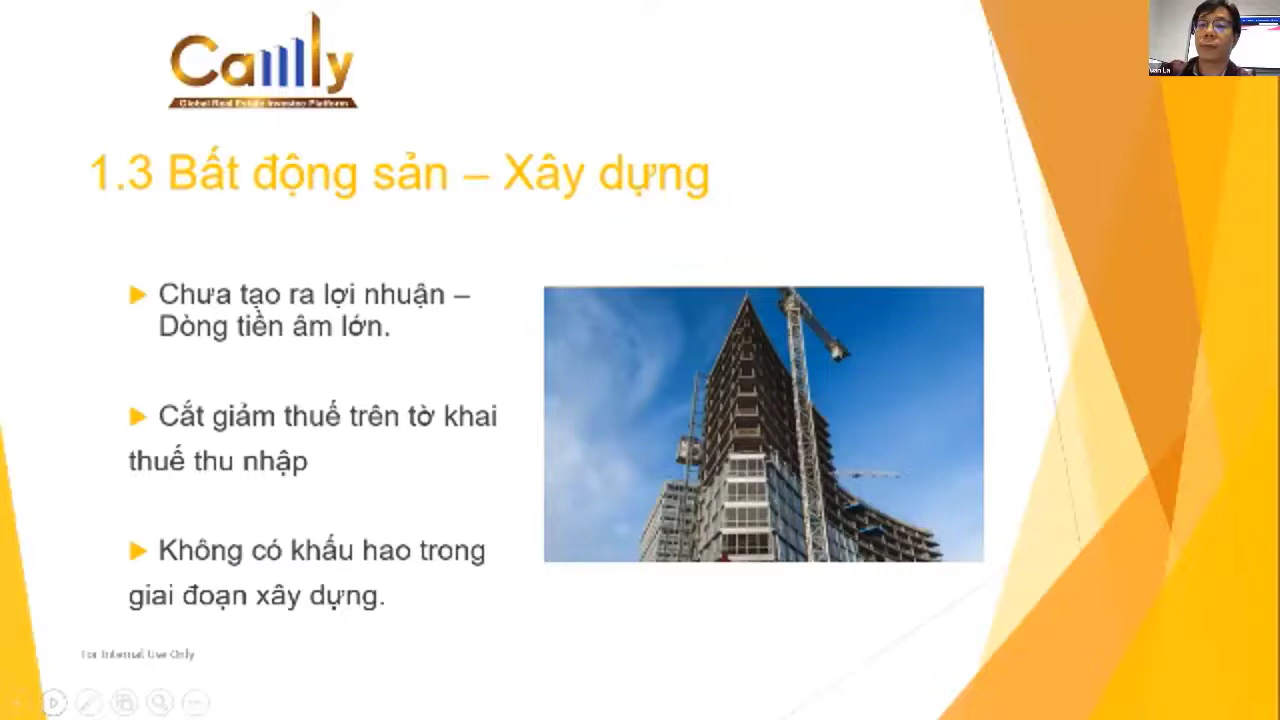 Camly
Global Real Estate Investor Platform
1.3 Bất động sản – Xây dựng
Chưa tạo ra lợi nhuận –
Dòng tiền âm lớn.
Cắt giảm thuế trên tờ khai
thuế thu nhập
Không có khấu hao trong
giai đoạn xây dựng.
For Internal Use Only